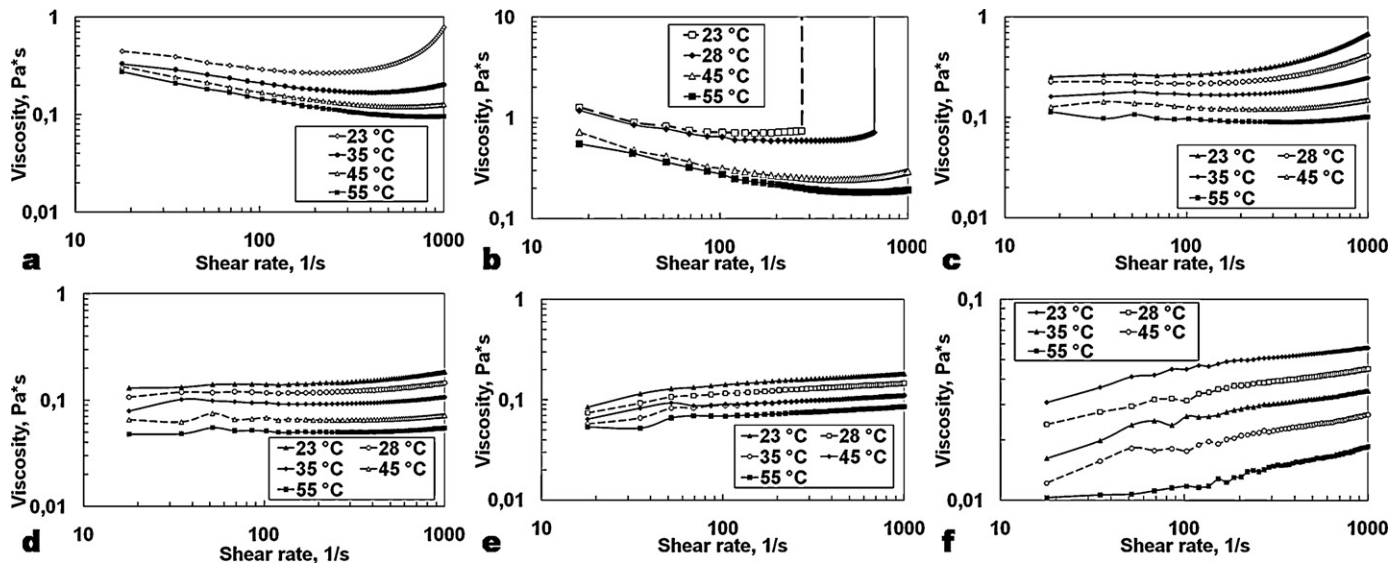 Viscosity, Pa*s
1
0,1
0,01
10
100
1000
Shear rate, 1/s
23 °C
35 °C
45 °C
55 °C
a
Viscosity, Pa*s
10
1
0,1
10
100
1000
Shear rate, 1/s
23 °C
28 °C
45 °C
55 °C
b
Viscosity, Pa*s
1
0,1
0,01
10
100
1000
Shear rate, 1/s
23 °C 28 °C
35 °C 45 °C
55 °C
c
Viscosity, Pa*s
1
0,1
0,01
10
100
1000
Shear rate, 1/s
23 °C 28 °C
35 °C 45 °C
55 °C
d
Viscosity, Pa*s
1
0,1
0,01
10
100
1000
Shear rate, 1/s
23 °C 28 °C
35 °C 45 °C
55 °C
e
Viscosity, Pa*s
0,1
0,01
10
100
1000
Shear rate, 1/s
23 °C 28 °C
35 °C 45 °C
55 °C
f